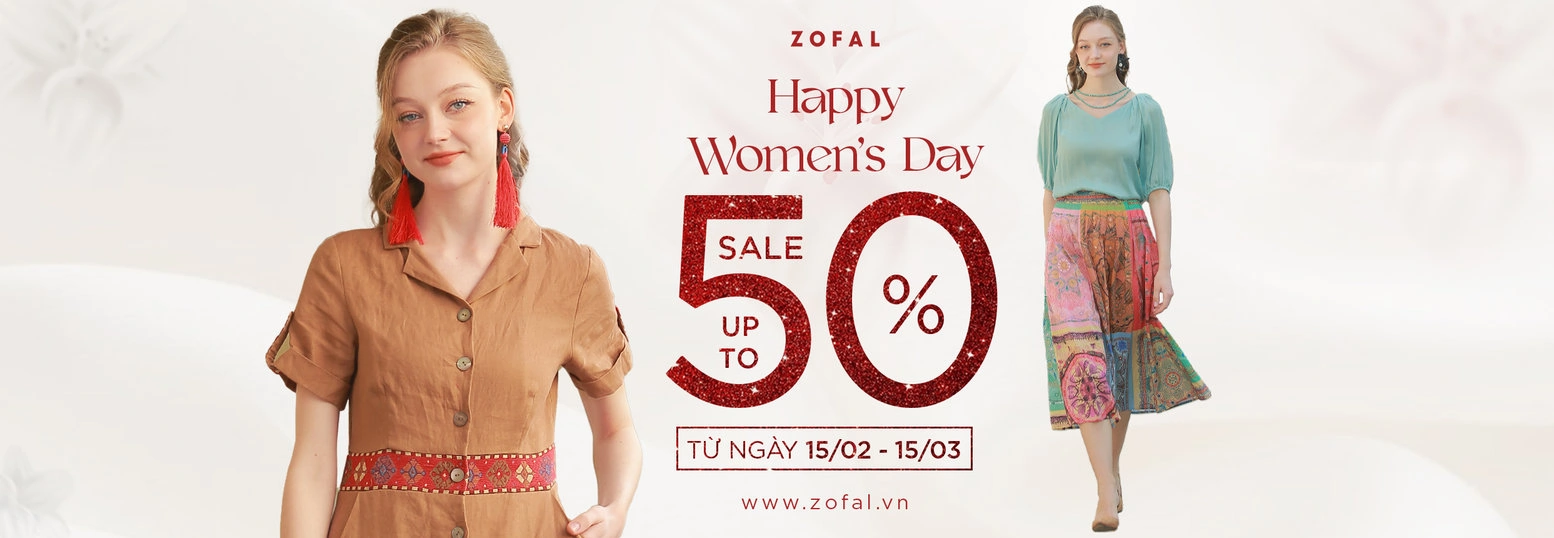 ZOFAL
Happy
Women's Day
50%
SALE
UP
TO
TỪ NGÀY 15/02 - 15/03
www.zofal.vn